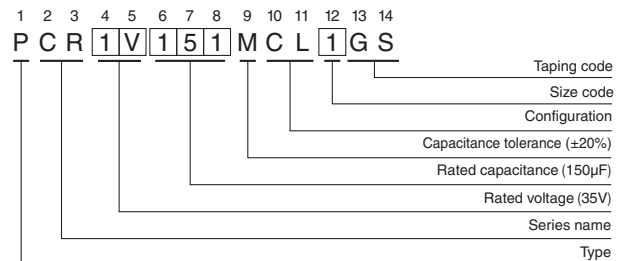 1 2 3 4 5 6 7 8 9 10 11 12 13 14
P C R 1 V 1 5 1 M C L 1 G S
Taping code
Size code
Configuration
Capacitance tolerance (±20%)
Rated capacitance (150µF)
Rated voltage (35V)
Series name
Type